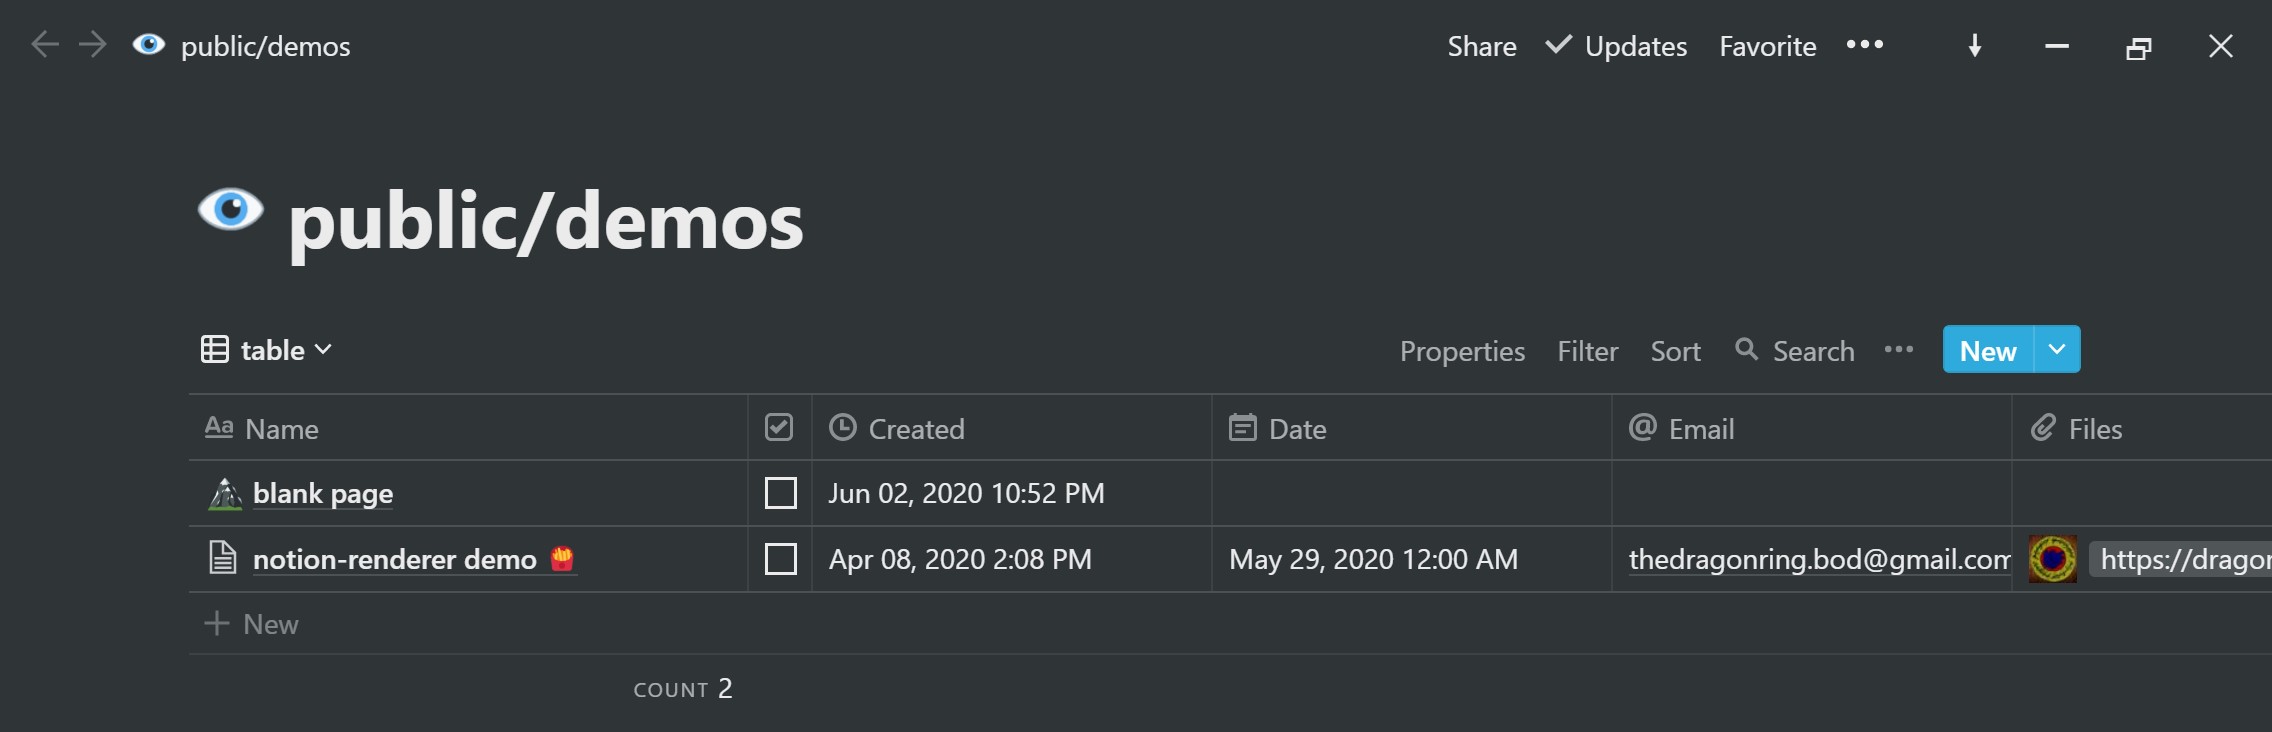 public/demos Share Updates Favorite
public/demos
table Properties Filter Sort Search New
Aa Name Created Date Email Files
blank page Jun 02, 2020 10:52 PM
notion-renderer demo Apr 08, 2020 2:08 PM May 29, 2020 12:00 AM thedragonring.bod@gmail.com https://dragon
New
COUNT 2